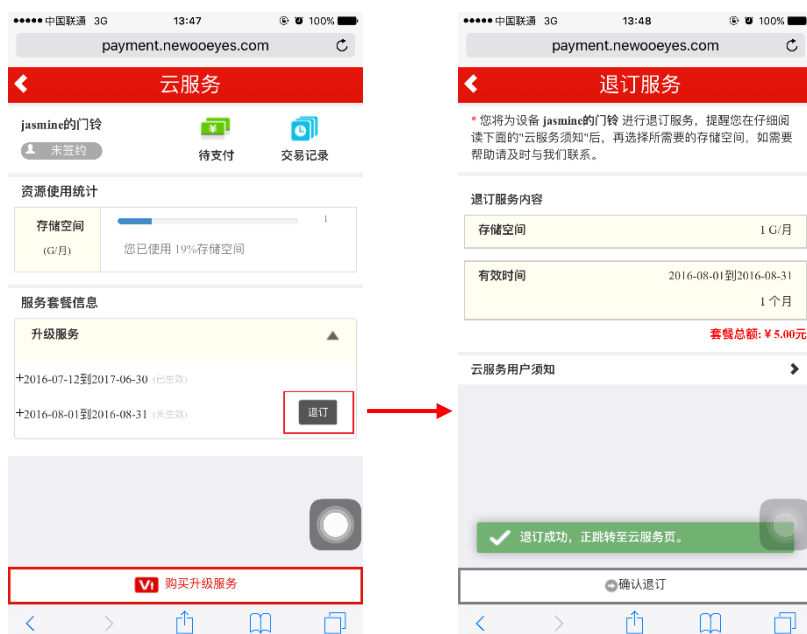 中国联通 3G 13:47 100%
payment.newooeyes.com
云服务
jasmine的门铃
未签约
待支付
交易记录
资源使用统计
存储空间
(G/月)
1
您已使用 19%存储空间
服务套餐信息
升级服务
+2016-07-12到2017-06-30 (已生效)
+2016-08-01到2016-08-31 (未生效)
退订
购买升级服务
中国联通 3G 13:48 100%
payment.newooeyes.com
退订服务
* 您将为设备 jasmine的门铃 进行退订服务，提醒您在仔细阅
读下面的"云服务须知"后，再选择所需要的存储空间，如需要
帮助请及时与我们联系。
退订服务内容
存储空间 1 G/月
有效时间 2016-08-01到2016-08-31
1 个月
套餐总额: ¥ 5.00元
云服务用户须知
退订成功，正跳转至云服务页。
确认退订